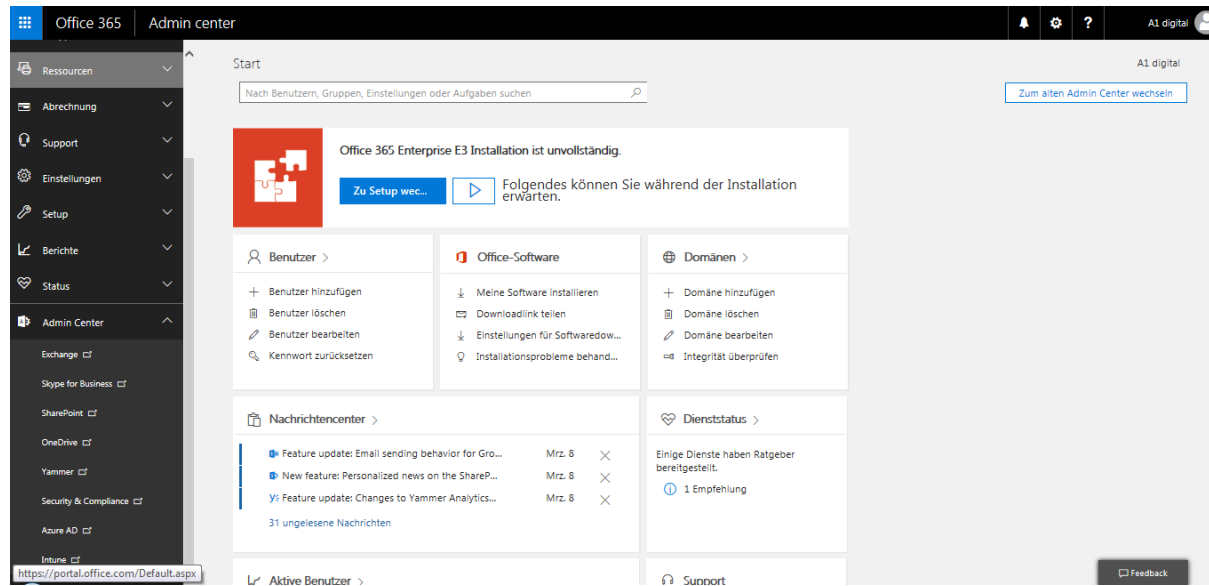 Office 365
Admin center
A1 digital
Ressourcen
Abrechnung
Support
Einstellungen
Setup
Berichte
Status
Admin Center
Exchange
Skype for Business
SharePoint
OneDrive
Yammer
Security & Compliance
Azure AD
Intune
https://portal.office.com/Default.aspx
Start
A1 digital
Nach Benutzern, Gruppen, Einstellungen oder Aufgaben suchen
Zum alten Admin Center wechseln
Office 365 Enterprise E3 Installation ist unvollständig.
Zu Setup wec...
Folgendes können Sie während der Installation
erwarten.
Benutzer
Benutzer hinzufügen
Benutzer löschen
Benutzer bearbeiten
Kennwort zurücksetzen
Office-Software
Meine Software installieren
Downloadlink teilen
Einstellungen für Softwaredow...
Installationsprobleme behand...
Domänen
Domäne hinzufügen
Domäne löschen
Domäne bearbeiten
Integrität überprüfen
Nachrichtencenter
Feature update: Email sending behavior for Gro... Mrz. 8
New feature: Personalized news on the ShareP... Mrz. 8
Feature update: Changes to Yammer Analytics... Mrz. 8
31 ungelesene Nachrichten
Dienststatus
Einige Dienste haben Ratgeber
bereitgestellt.
1 Empfehlung
Aktive Benutzer
Support
Feedback